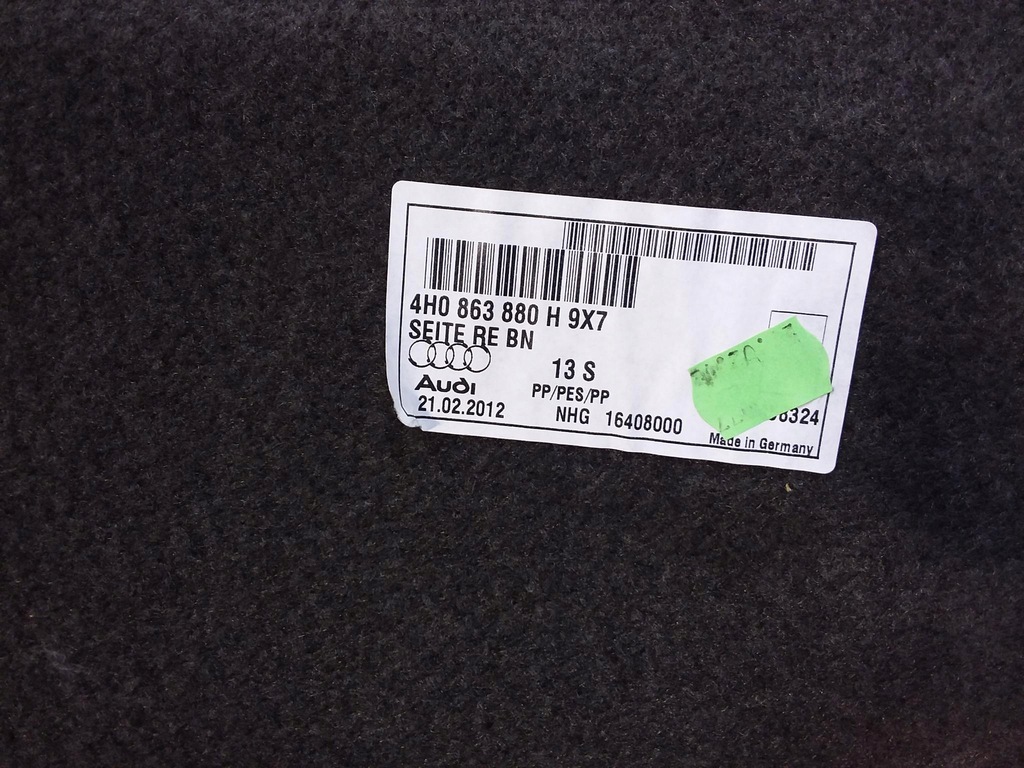 4H0 863 880 H 9X7
SEITE RE BN
Audi
13 S
PP/PES/PP
21.02.2012
NHG 16408000
8324
Made in Germany